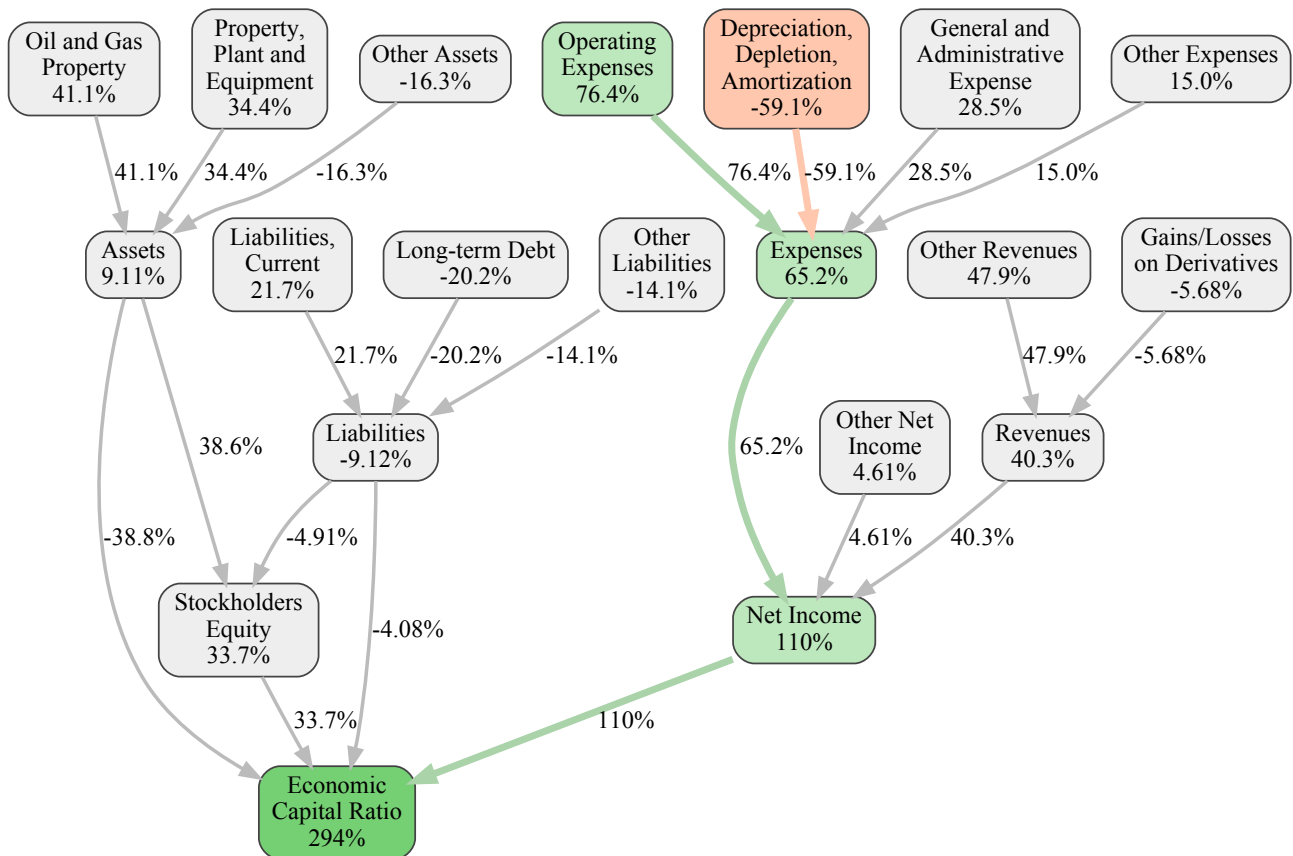 Oil and Gas
Property
41.1%
Property,
Plant and
Equipment
34.4%
Other Assets
-16.3%
Operating
Expenses
76.4%
Depreciation,
Depletion,
Amortization
-59.1%
General and
Administrative
Expense
28.5%
Other Expenses
15.0%
41.1%
34.4%
-16.3%
76.4%
-59.1%
28.5%
15.0%
Assets
9.11%
Liabilities,
Current
21.7%
Long-term Debt
-20.2%
Other
Liabilities
-14.1%
Expenses
65.2%
Other Revenues
47.9%
Gains/Losses
on Derivatives
-5.68%
21.7%
-20.2%
-14.1%
47.9%
-5.68%
38.6%
Liabilities
-9.12%
65.2%
Other Net
Income
4.61%
Revenues
40.3%
-38.8%
-4.91%
4.61%
40.3%
Stockholders
Equity
33.7%
-4.08%
Net Income
110%
33.7%
110%
Economic
Capital Ratio
294%